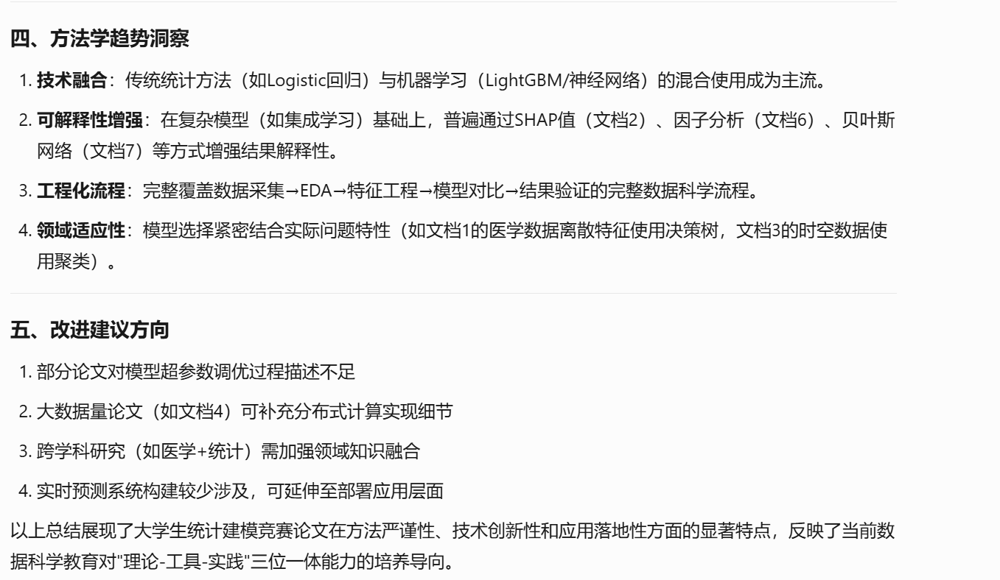 四、方法学趋势洞察
1. 技术融合：传统统计方法（如Logistic回归）与机器学习（LightGBM/神经网络）的混合使用成为主流。
2. 可解释性增强：在复杂模型（如集成学习）基础上，普遍通过SHAP值（文档2）、因子分析（文档6）、贝叶斯
网络（文档7）等方式增强结果解释性。
3. 工程化流程：完整覆盖数据采集→EDA→特征工程→模型对比→结果验证的完整数据科学流程。
4. 领域适应性：模型选择紧密结合实际问题特性（如文档1的医学数据离散特征使用决策树，文档3的时空数据使
用聚类）。
五、改进建议方向
1. 部分论文对模型超参数调优过程描述不足
2. 大数据量论文（如文档4）可补充分布式计算实现细节
3. 跨学科研究（如医学+统计）需加强领域知识融合
4. 实时预测系统构建较少涉及，可延伸至部署应用层面
以上总结展现了大学生统计建模竞赛论文在方法严谨性、技术创新性和应用落地性方面的显著特点，反映了当前数
据科学教育对"理论-工具-实践"三位一体能力的培养导向。